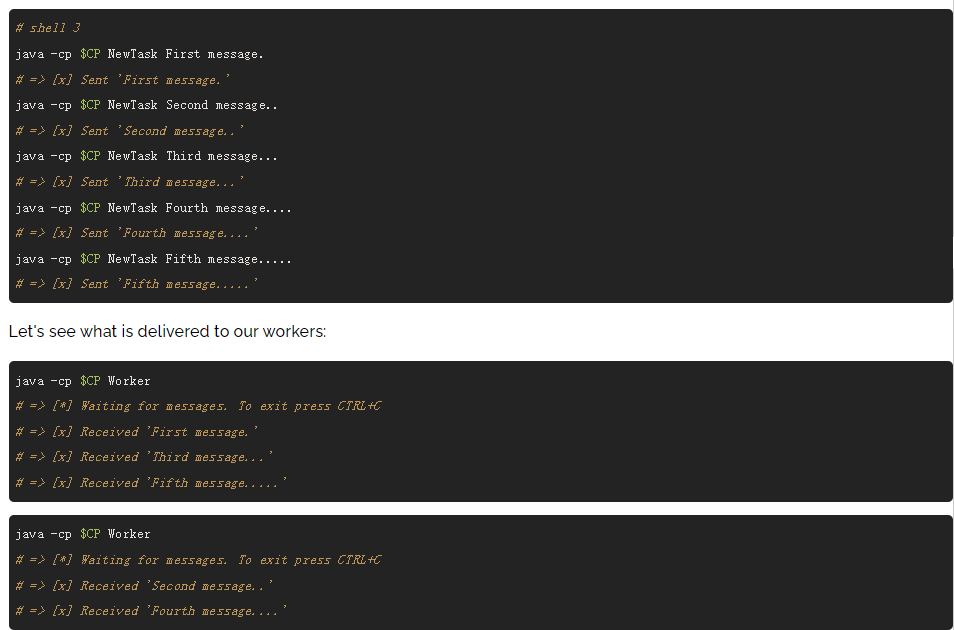 # shell 3
java -cp $CP NewTask First message.
# => [x] Sent 'First message.'
java -cp $CP NewTask Second message..
# => [x] Sent 'Second message..'
java -cp $CP NewTask Third message...
# => [x] Sent 'Third message...'
java -cp $CP NewTask Fourth message....
# => [x] Sent 'Fourth message....'
java -cp $CP NewTask Fifth message.....
# => [x] Sent 'Fifth message.....'
Let's see what is delivered to our workers:
java -cp $CP Worker
# => [*] Waiting for messages. To exit press CTRL+C
# => [x] Received 'First message.'
# => [x] Received 'Third message...'
# => [x] Received 'Fifth message.....'
java -cp $CP Worker
# => [*] Waiting for messages. To exit press CTRL+C
# => [x] Received 'Second message..'
# => [x] Received 'Fourth message....'